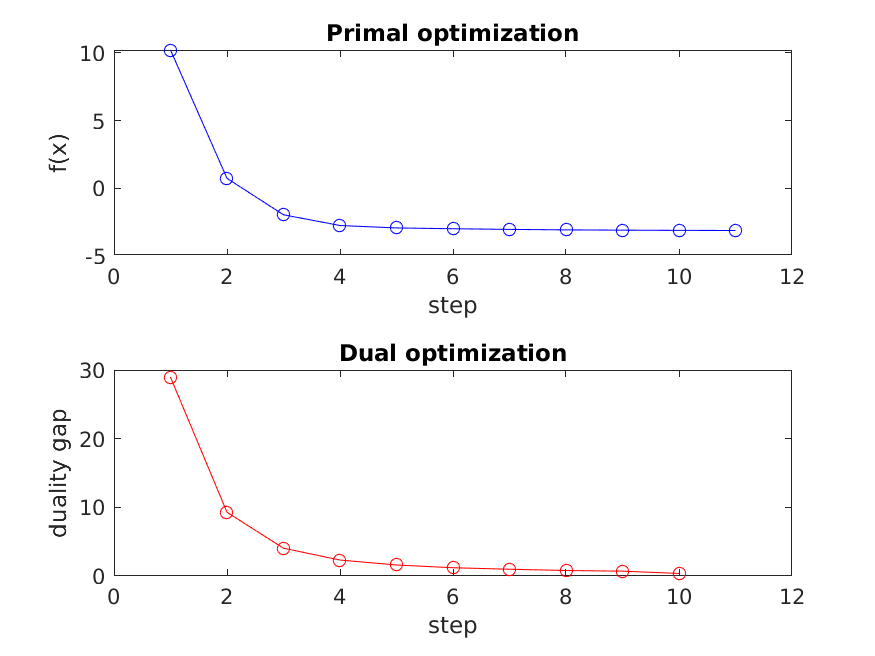 Primal optimization
f(x)
10
5
0
-5
0 2 4 6 8 10 12
step
Dual optimization
duality gap
30
20
10
0
0 2 4 6 8 10 12
step